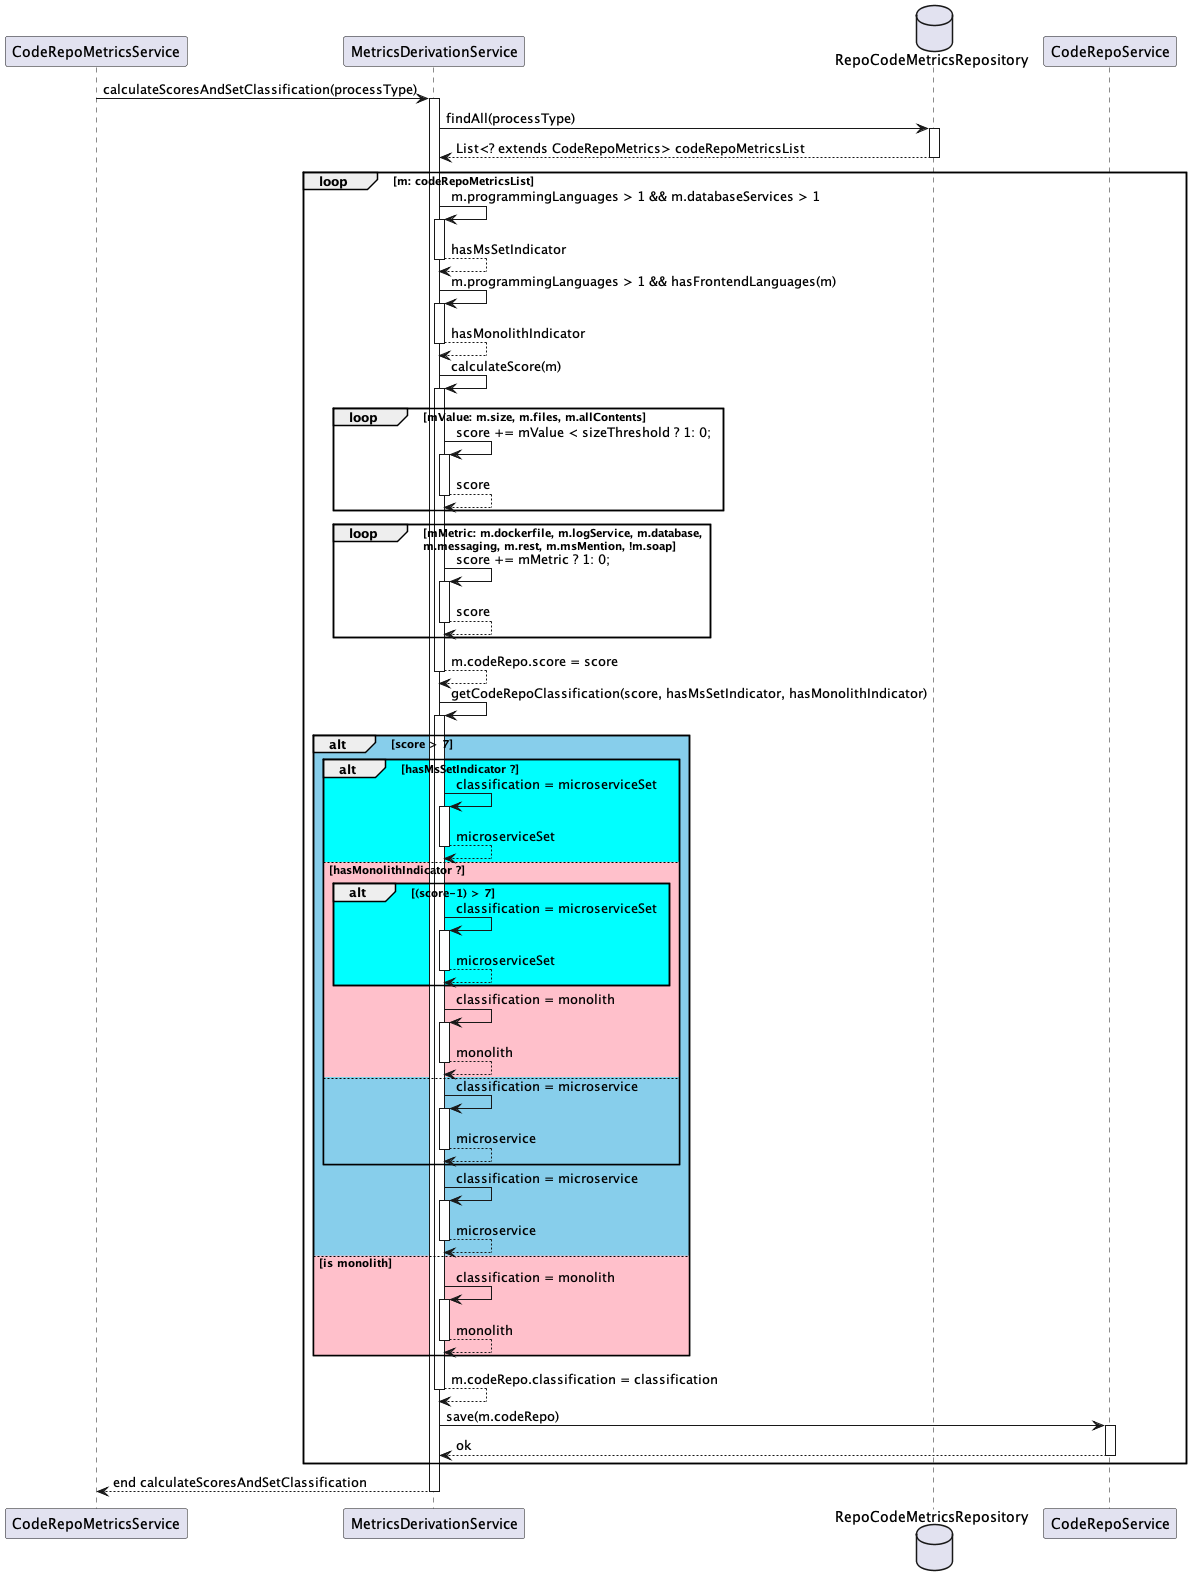 CodeRepoMetricsService
MetricsDerivationService
RepoCodeMetricsRepository
CodeRepoService
calculateScoresAndSetClassification(processType)
findAll(processType)
List<? extends CodeRepoMetrics> codeRepoMetricsList
loop [m: codeRepoMetricsList]
m.programmingLanguages > 1 && m.databaseServices > 1
hasMsSetIndicator
m.programmingLanguages > 1 && hasFrontendLanguages(m)
hasMonolithIndicator
calculateScore(m)
loop [mValue: m.size, m.files, m.allContents]
score += mValue < sizeThreshold ? 1: 0;
score
loop [mMetric: m.dockerfile, m.logService, m.database,
m.messaging, m.rest, m.msMention, !m.soap]
score += mMetric ? 1: 0;
score
m.codeRepo.score = score
getCodeRepoClassification(score, hasMsSetIndicator, hasMonolithIndicator)
alt [score > 7]
alt [hasMsSetIndicator ?]
classification = microserviceSet
microserviceSet
[hasMonolithIndicator ?]
alt [(score-1) > 7]
classification = microserviceSet
microserviceSet
classification = monolith
monolith
classification = microservice
microservice
classification = microservice
microservice
[is monolith]
classification = monolith
monolith
m.codeRepo.classification = classification
save(m.codeRepo)
ok
end calculateScoresAndSetClassification
CodeRepoMetricsService
MetricsDerivationService
RepoCodeMetricsRepository
CodeRepoService